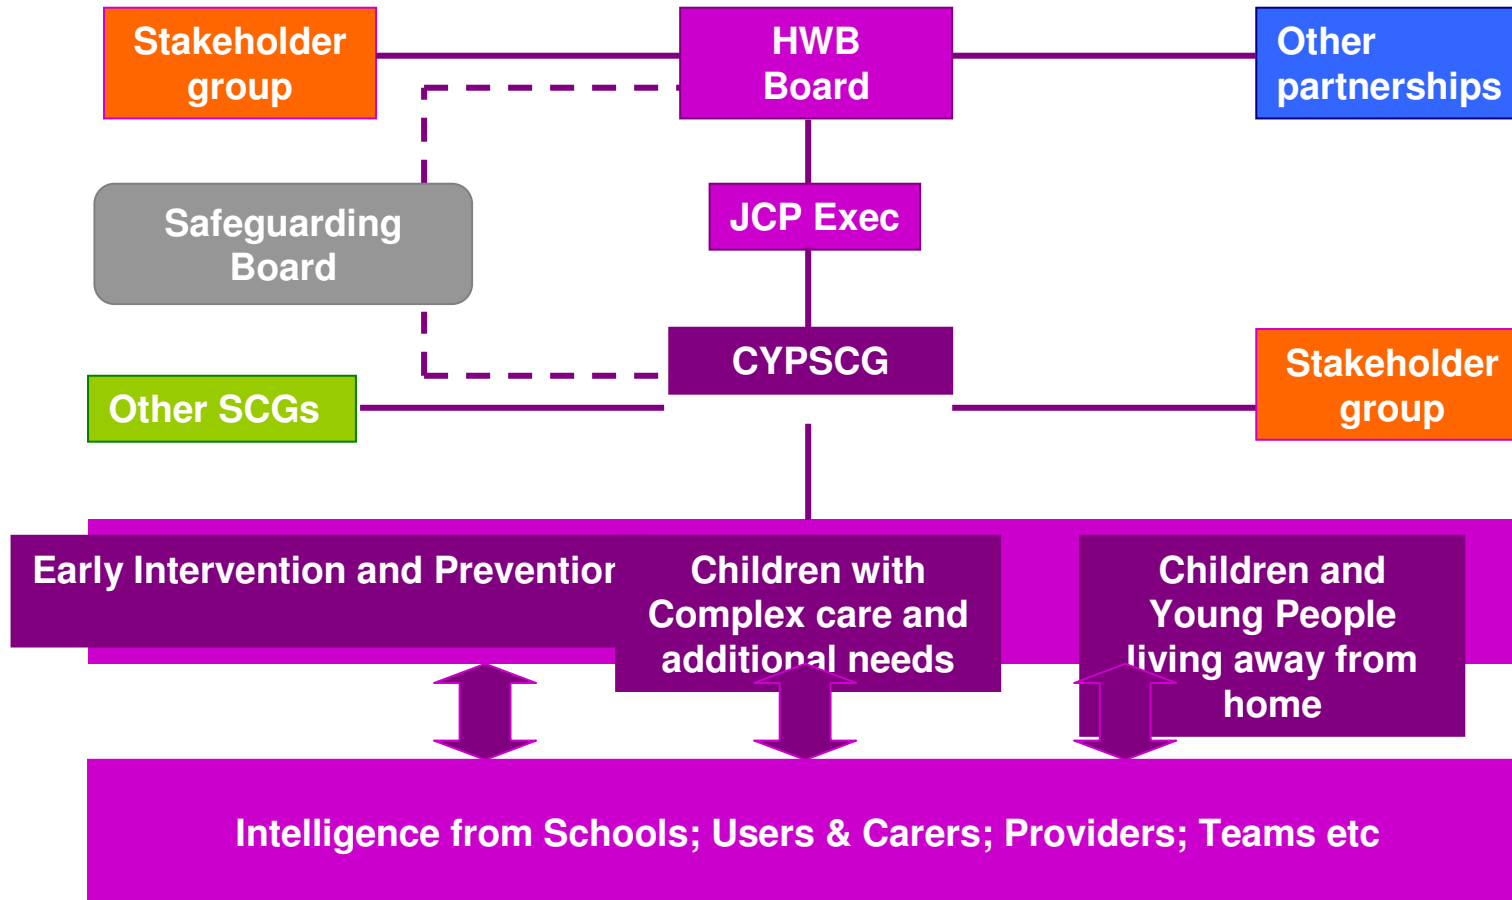 Stakeholder
group
HWB
Board
Other
partnerships
Safeguarding
Board
JCP Exec
CYPSCG
Other SCGs
Stakeholder
group
Early Intervention and Prevention
Children with
Complex care and
additional needs
Children and
Young People
living away from
home
Intelligence from Schools; Users & Carers; Providers; Teams etc